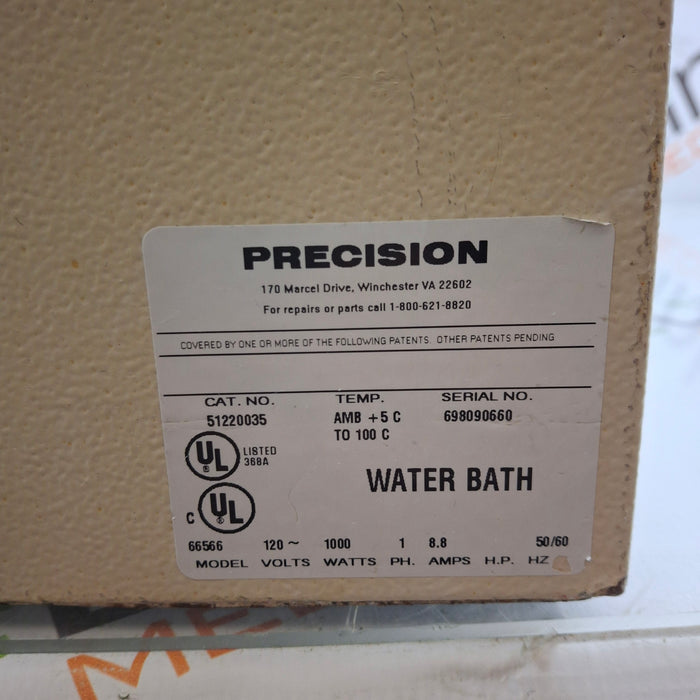 PRECISION
170 Marcel Drive, Winchester VA 22602
For repairs or parts call 1-800-621-8820
COVERED BY ONE OR MORE OF THE FOLLOWING PATENTS. OTHER PATENTS PENDING
CAT. NO. TEMP. SERIAL NO.
51220035 AMB +5 C 698090660
TO 100 C
UL LISTED
368A
WATER BATH
C UL
66566 120 ~ 1000 1 8.8 50/60
MODEL VOLTS WATTS PH. AMPS H.P. HZ